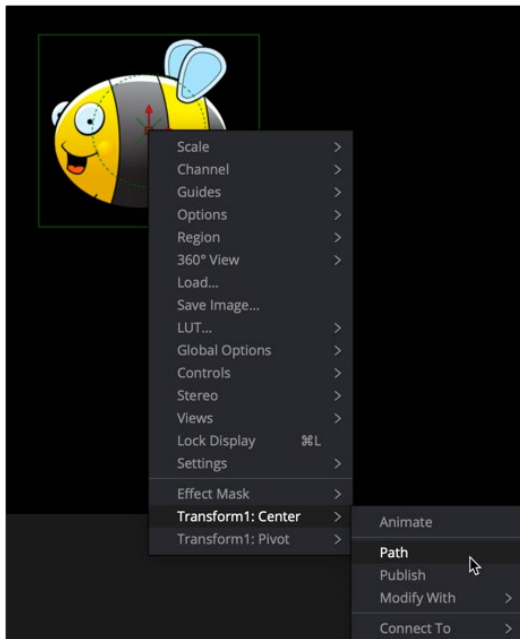 Scale
Channel
Guides
Options
Region
360° View
Load...
Save Image...
LUT...
Global Options
Controls
Stereo
Views
Lock Display ⌘L
Settings
Effect Mask
Transform1: Center
Transform1: Pivot
Animate
Path
Publish
Modify With
Connect To